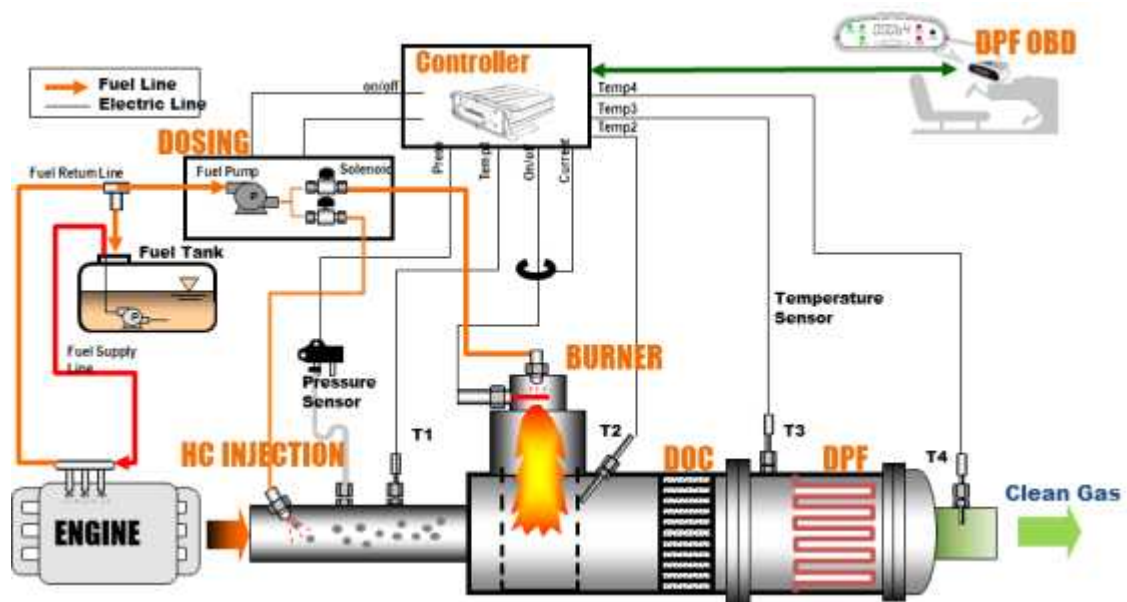 DPF OBD
Controller
Fuel Line
Electric Line
on/off
Temp4
Temp3
Temp2
DOSING
Press
Temp1
On/off
Current
Fuel Return Line
Fuel Pump
Solenoid
Fuel Tank
Temperature
Sensor
Fuel Supply
Line
BURNER
Pressure
Sensor
HC INJECTION
T1
T2
DOC
T3
DPF
T4
Clean Gas
ENGINE